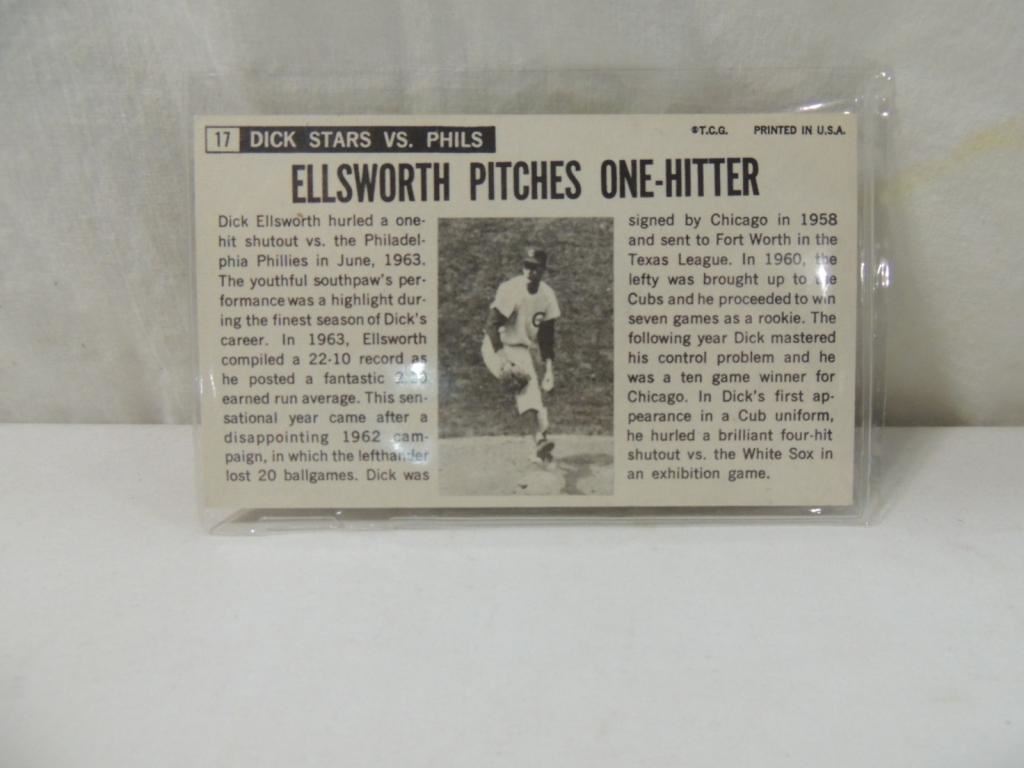 17 DICK STARS VS. PHILS ©T.C.G. PRINTED IN U.S.A.
ELLSWORTH PITCHES ONE-HITTER
Dick Ellsworth hurled a one-
hit shutout vs. the Philadel-
phia Phillies in June, 1963.
The youthful southpaw's per-
formance was a highlight dur-
ing the finest season of Dick's
career. In 1963, Ellsworth
compiled a 22-10 record as
he posted a fantastic
earned run average. This sen-
sational year came after a
disappointing 1962 cam-
paign, in which the lefthander
lost 20 ballgames. Dick was
signed by Chicago in 1958
and sent to Fort Worth in the
Texas League. In 1960, the
lefty was brought up to the
Cubs and he proceeded to win
seven games as a rookie. The
following year Dick mastered
his control problem and he
was a ten game winner for
Chicago. In Dick's first ap-
pearance in a Cub uniform,
he hurled a brilliant four-hit
shutout vs. the White Sox in
an exhibition game.